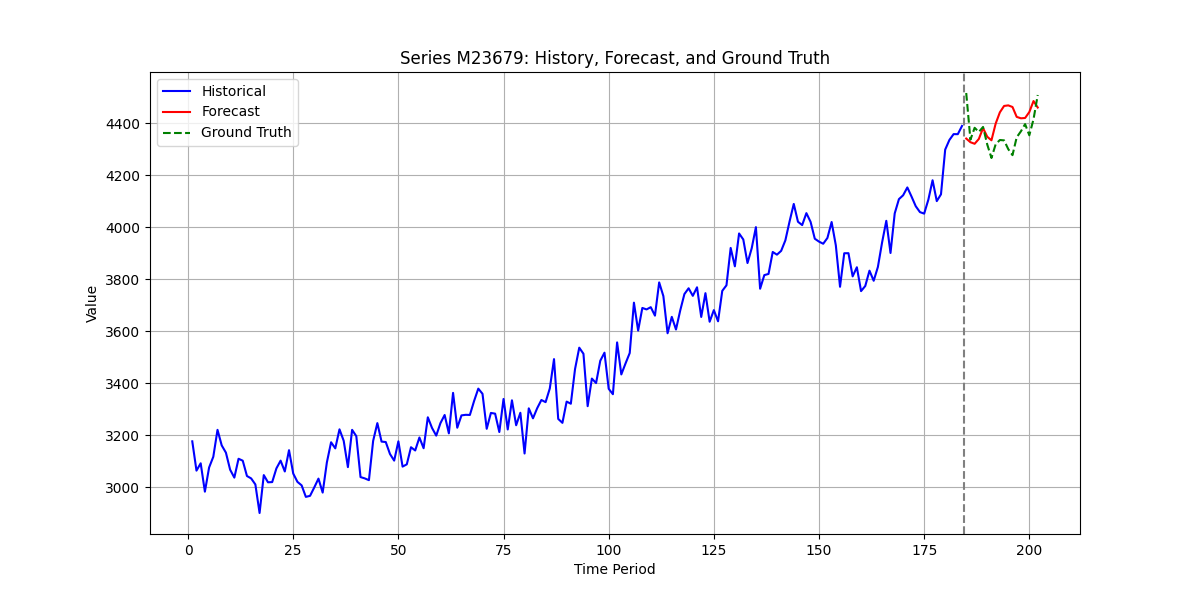 Series M23679: History, Forecast, and Ground Truth
Historical
Forecast
Ground Truth
Value
4400
4200
4000
3800
3600
3400
3200
3000
0 25 50 75 100 125 150 175 200
Time Period